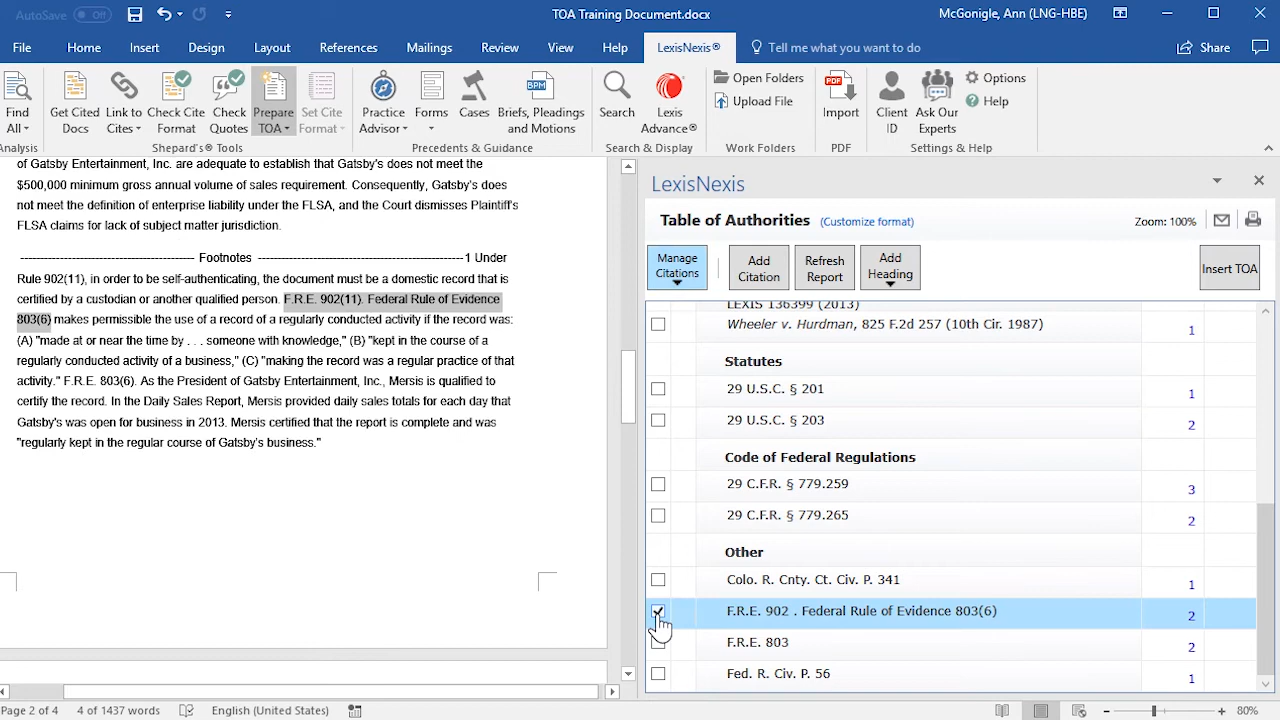 AutoSave Off
TOA Training Document.docx
McGonigle, Ann (LNG-HBE)
File Home Insert Design Layout References Mailings Review View Help LexisNexis® Tell me what you want to do Share
Find
All
Get Cited
Docs
Link to
Cites
Check Cite
Format
Check
Quotes
Prepare
TOA
Set Cite
Format
Practice
Advisor
Forms
Cases
BPM
Briefs, Pleadings
and Motions
Search
Lexis
Advance®
Open Folders
Upload File
PDF
Import
Client
ID
Ask Our
Experts
Options
Help
Analysis
Shepard's® Tools
Precedents & Guidance
Search & Display
Work Folders
PDF
Settings & Help
of Gatsby Entertainment, Inc. are adequate to establish that Gatsby's does not meet the
$500,000 minimum gross annual volume of sales requirement. Consequently, Gatsby's does
not meet the definition of enterprise liability under the FLSA, and the Court dismisses Plaintiff's
FLSA claims for lack of subject matter jurisdiction.
------------------------------------------ Footnotes -------------------------------------------------1 Under
Rule 902(11), in order to be self-authenticating, the document must be a domestic record that is
certified by a custodian or another qualified person. F.R.E. 902(11). Federal Rule of Evidence
803(6) makes permissible the use of a record of a regularly conducted activity if the record was:
(A) "made at or near the time by . . . someone with knowledge," (B) "kept in the course of a
regularly conducted activity of a business," (C) "making the record was a regular practice of that
activity." F.R.E. 803(6). As the President of Gatsby Entertainment, Inc., Mersis is qualified to
certify the record. In the Daily Sales Report, Mersis provided daily sales totals for each day that
Gatsby's was open for business in 2013. Mersis certified that the report is complete and was
"regularly kept in the regular course of Gatsby's business."
LexisNexis
Table of Authorities (Customize format)
Zoom: 100%
Manage
Citations
Add
Citation
Refresh
Report
Add
Heading
Insert TOA
LEXIS 136399 (2013)
Wheeler v. Hurdman, 825 F.2d 257 (10th Cir. 1987) 1
Statutes
29 U.S.C. § 201 1
29 U.S.C. § 203 2
Code of Federal Regulations
29 C.F.R. § 779.259 3
29 C.F.R. § 779.265 2
Other
Colo. R. Cnty. Ct. Civ. P. 341 1
F.R.E. 902 . Federal Rule of Evidence 803(6) 2
F.R.E. 803 2
Fed. R. Civ. P. 56 1
Page 2 of 4 4 of 1437 words English (United States) 80%